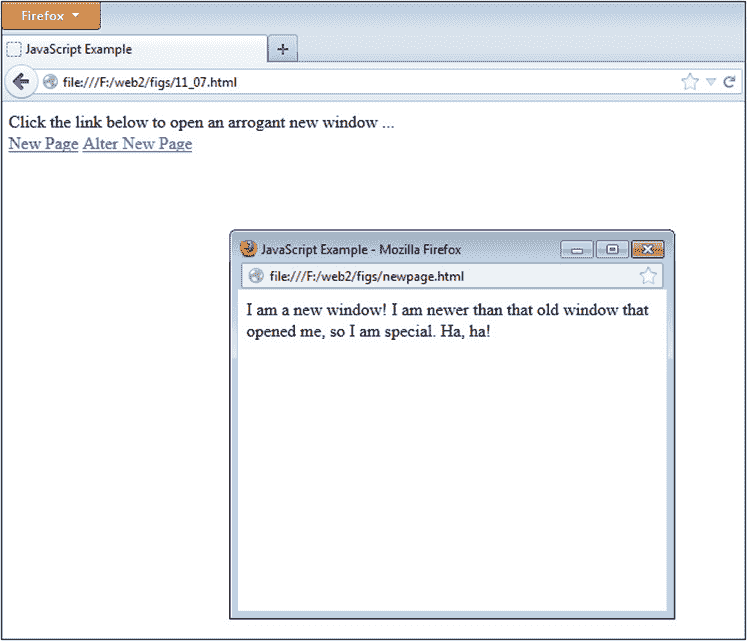 Firefox
JavaScript Example
file:///F:/web2/figs/11_07.html
Click the link below to open an arrogant new window ...
New Page Alter New Page
JavaScript Example - Mozilla Firefox
file:///F:/web2/figs/newpage.html
I am a new window! I am newer than that old window that
opened me, so I am special. Ha, ha!